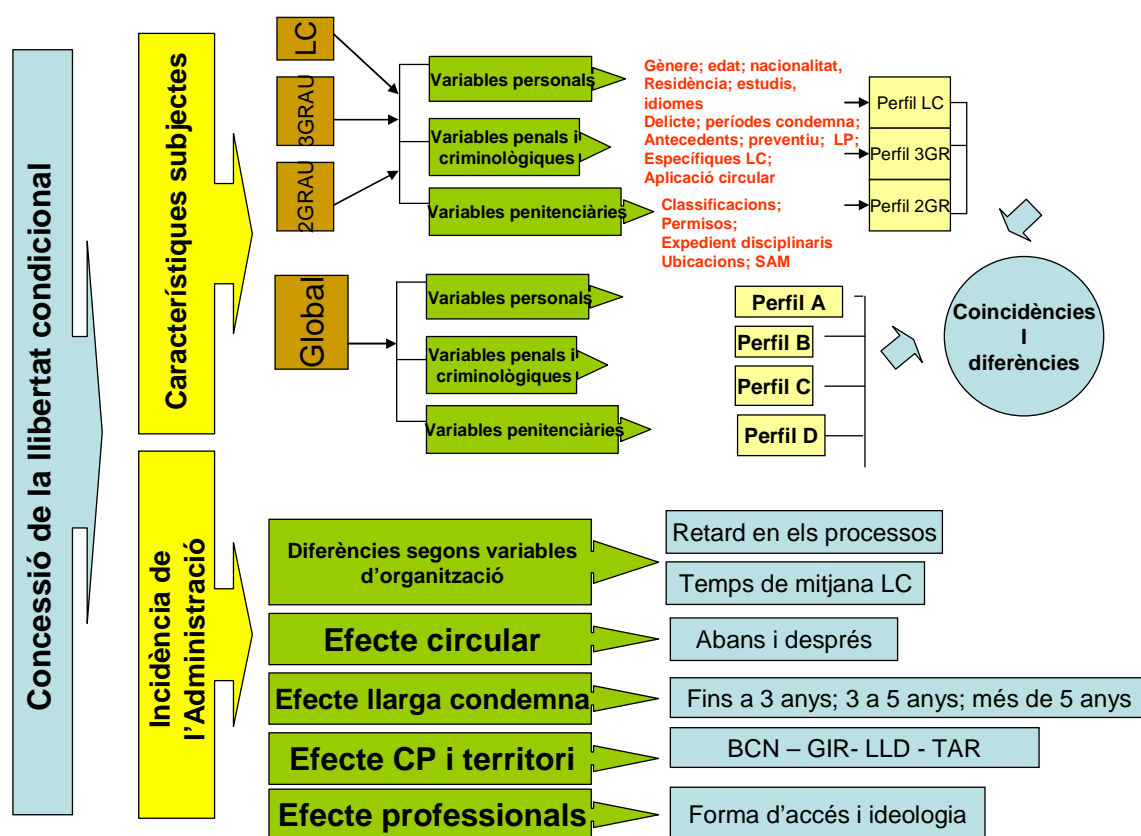 Concessió de la llibertat condicional
Característiques subjectes
LC
3GRAU
2GRAU
Variables personals
Variables penals i
criminològiques
Variables penitenciàries
Gènere; edat; nacionalitat,
Residència; estudis,
idiomes
Delicte; períodes condemna;
Antecedents; preventiu; LP;
Específiques LC;
Aplicació circular
Classificacions;
Permisos;
Expedient disciplinaris
Ubicacions; SAM
Perfil LC
Perfil 3GR
Perfil 2GR
Global
Variables personals
Variables penals i
criminològiques
Variables penitenciàries
Perfil A
Perfil B
Perfil C
Perfil D
Coincidències
I
diferències
Incidència de
l'Administració
Diferències segons variables
d'organització
Retard en els processos
Temps de mitjana LC
Efecte circular
Abans i després
Efecte llarga condemna
Fins a 3 anys; 3 a 5 anys; més de 5 anys
Efecte CP i territori
BCN – GIR- LLD - TAR
Efecte professionals
Forma d'accés i ideologia